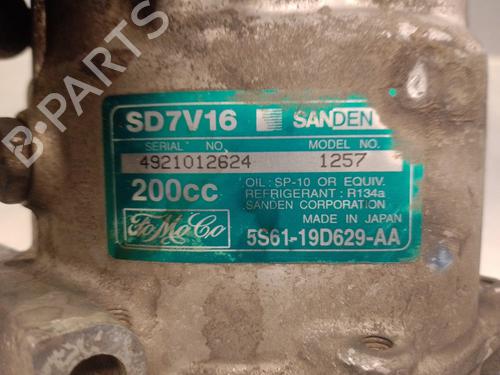 B-PARTS
SD7V16 SANDEN
SERIAL NO. MODEL NO.
4921012624 1257
200cc
OIL: SP-10 OR EQUIV.
REFRIGERANT: R134a
SANDEN CORPORATION
MADE IN JAPAN
FoMoCo 5S61-19D629-AA